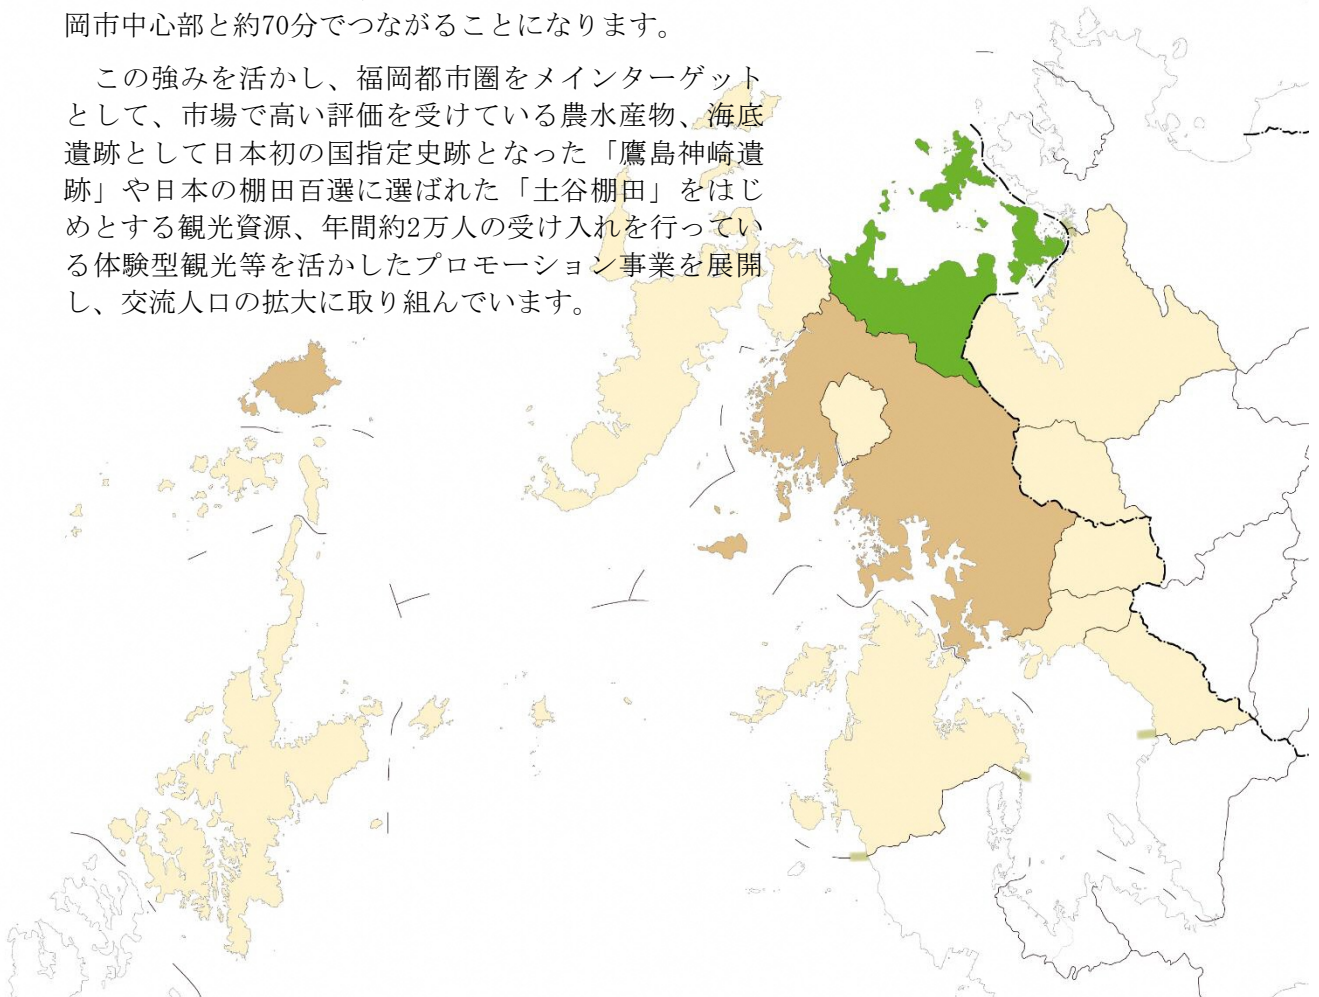 岡市中心部と約70分でつながることになります。
　この強みを活かし、福岡都市圏をメインターゲット
として、市場で高い評価を受けている農水産物、海底
遺跡として日本初の国指定史跡となった「鷹島神崎遺
跡」や日本の棚田百選に選ばれた「土谷棚田」をはじ
めとする観光資源、年間約2万人の受け入れを行ってい
る体験型観光等を活かしたプロモーション事業を展開
し、交流人口の拡大に取り組んでいます。